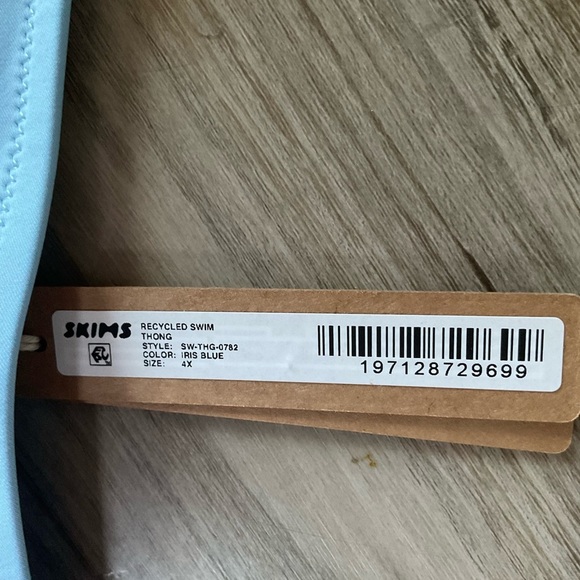 SKIMS
RECYCLED SWIM
THONG
STYLE: SW-THG-0782
COLOR: IRIS BLUE
SIZE: 4X
197128729699